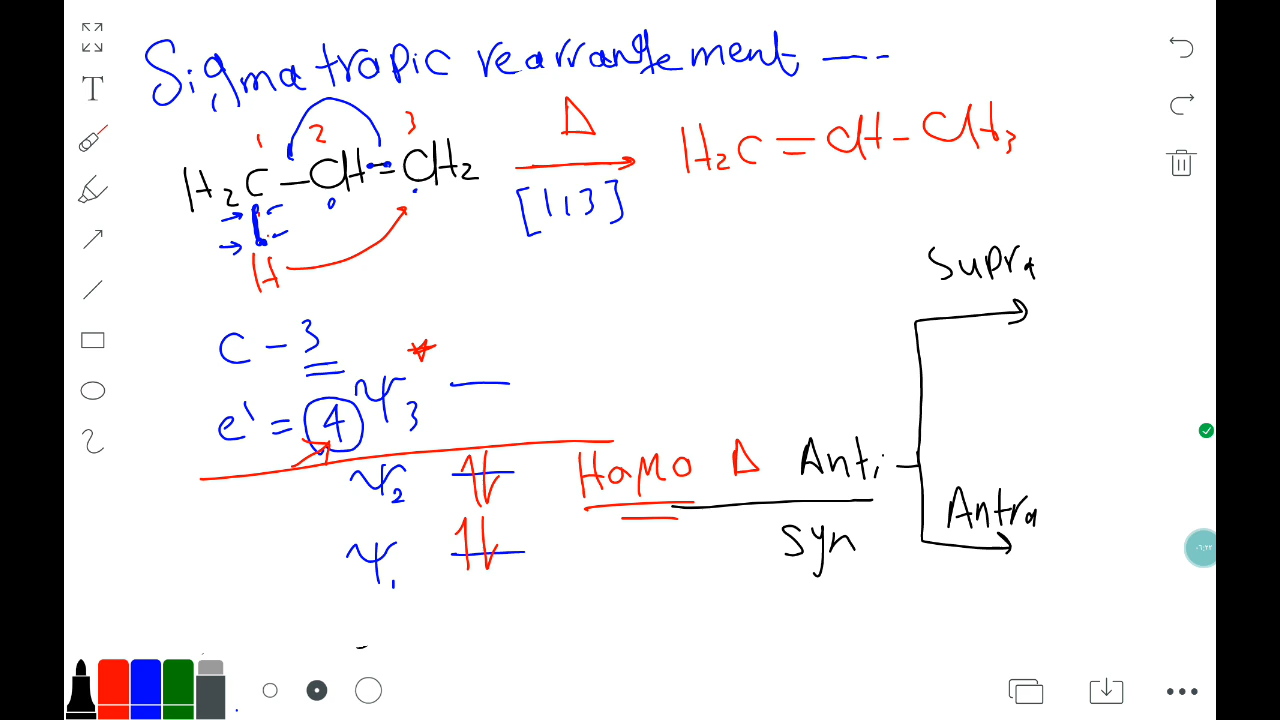 Sigmatropic rearrangement ----
1 2 3
H2C-CH=CH2 Δ H2C=CH-CH3
[1,3]
H
Supra
C-3
ψ3 *
e' = 4
ψ2 HOMO Δ Anti
Antra
Syn
ψ1
T